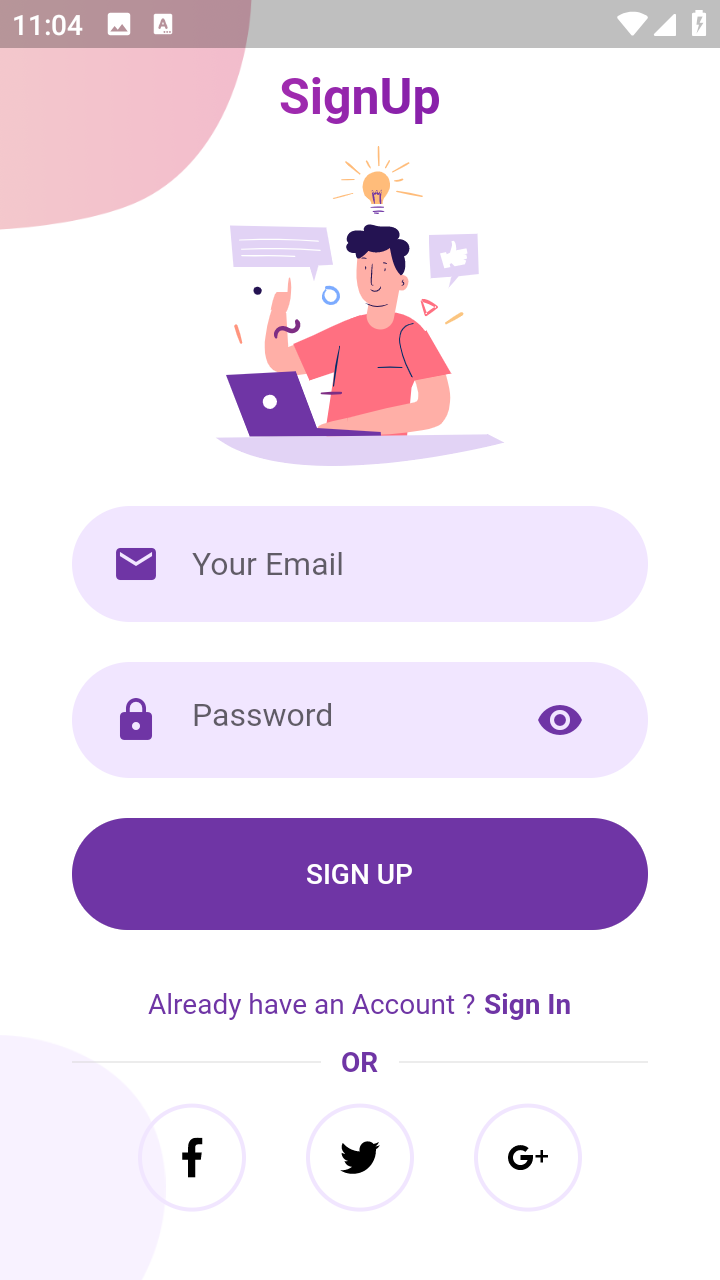 11:04
SignUp
Your Email
Password
SIGN UP
Already have an Account ? Sign In
OR